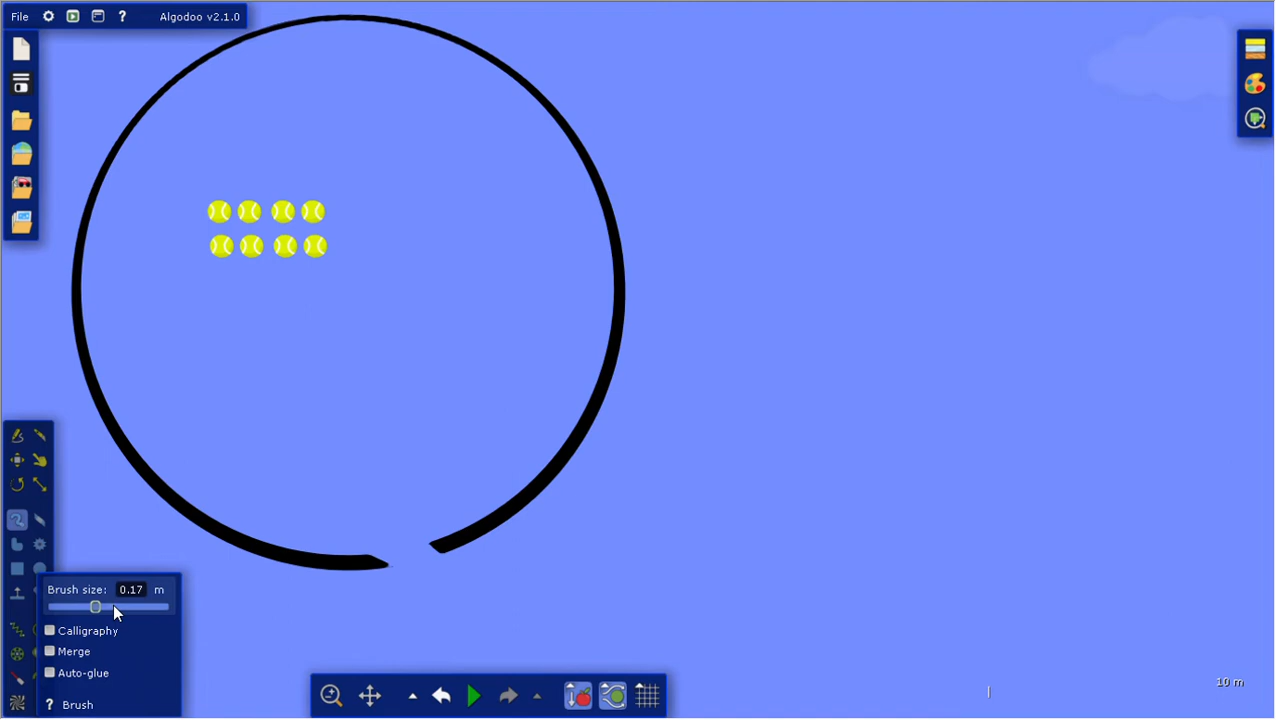 File ? Algodoo v2.1.0
Brush size: 0.17 m
Calligraphy
Merge
Auto-glue
? Brush
10 m